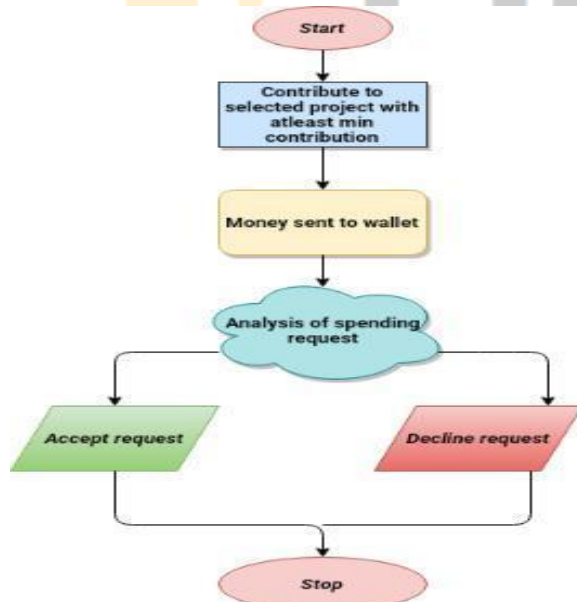 Start
Contribute to
selected project with
atleast min
contribution
Money sent to wallet
Analysis of spending
request
Accept request
Decline request
Stop